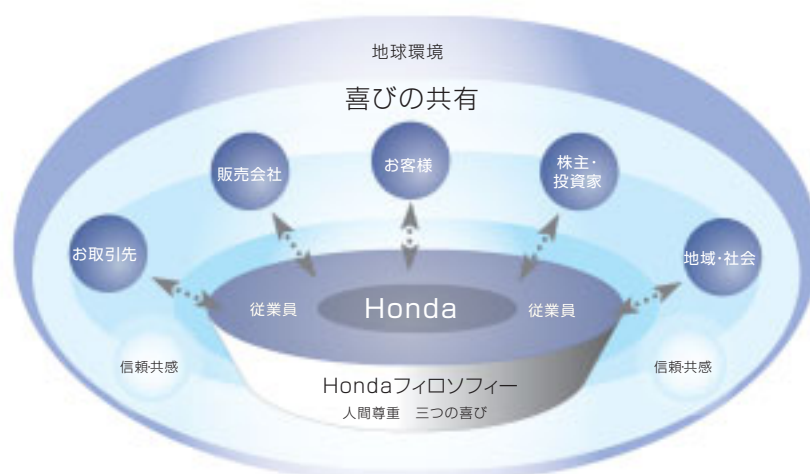 地球環境
喜びの共有
お客様
販売会社
株主・
投資家
お取引先
地域・社会
従業員
Honda
従業員
信頼・共感
信頼・共感
Hondaフィロソフィー
人間尊重　三つの喜び